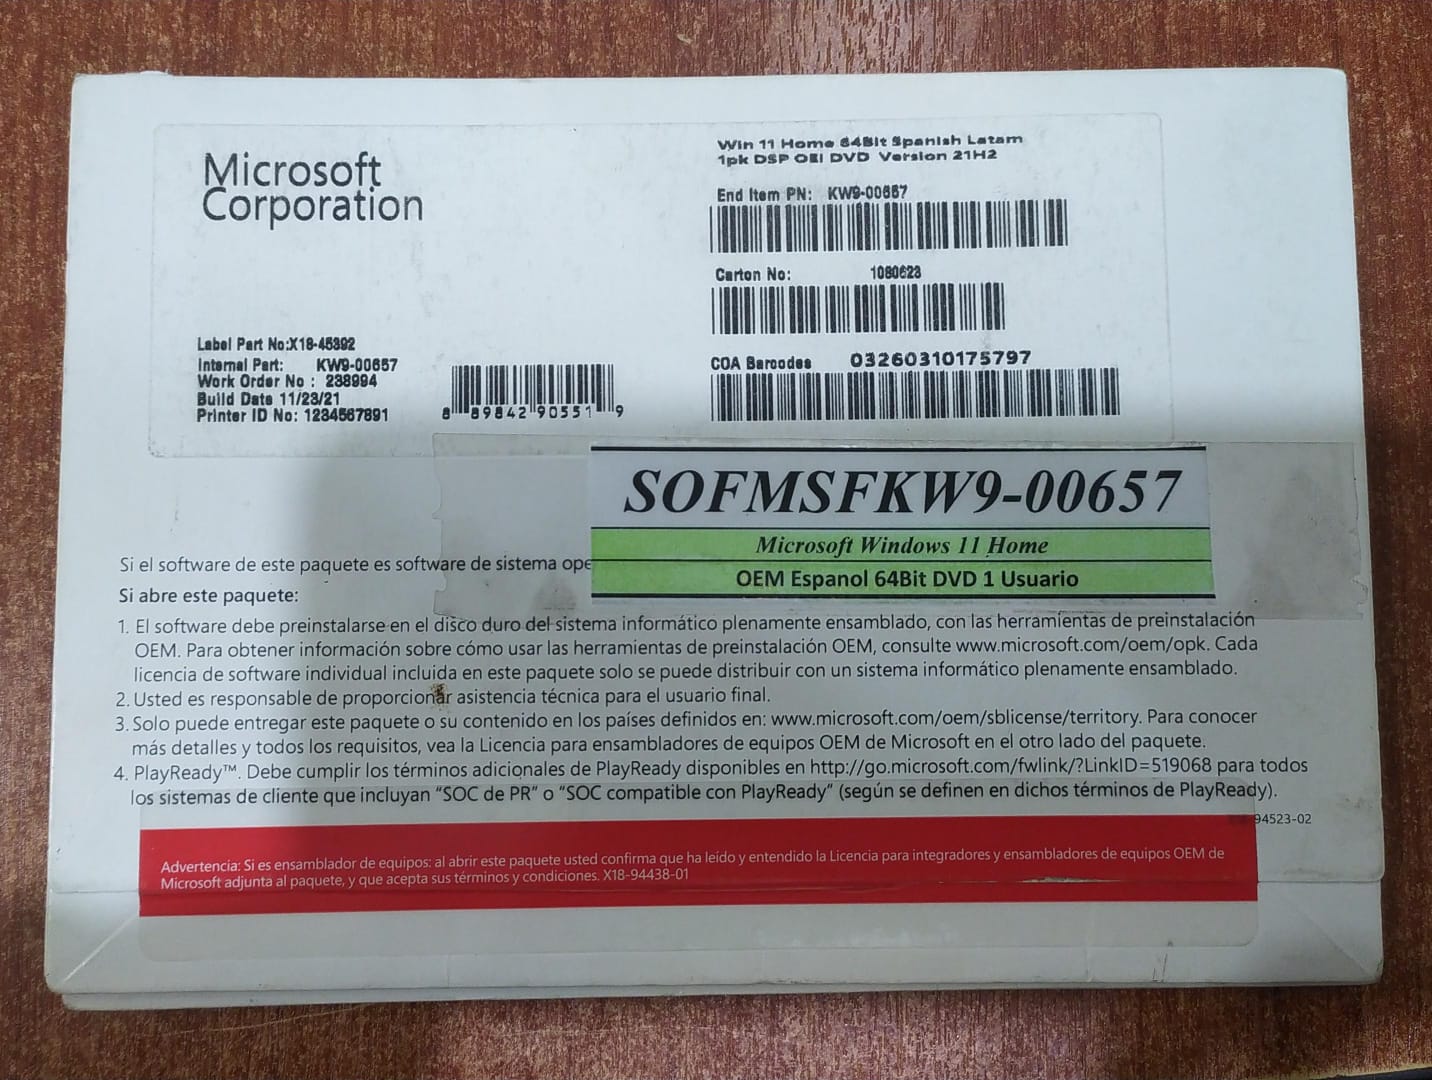 Microsoft
Corporation
Win 11 Home 64Bit Spanish Latam
1pk DSP OEI DVD Version 21H2
End Item PN: KW9-00657
Carton No: 1080623
COA Barcodes 03260310175797
Label Part No:X18-45392
Internal Part: KW9-00657
Work Order No : 238994
Build Date 11/23/21
Printer ID No: 1234567891
8 89842 90551 9
SOFMSFKW9-00657
Microsoft Windows 11 Home
OEM Espanol 64Bit DVD 1 Usuario
Si el software de este paquete es software de sistema ope
Si abre este paquete:
1. El software debe preinstalarse en el disco duro del sistema informático plenamente ensamblado, con las herramientas de preinstalación
OEM. Para obtener información sobre cómo usar las herramientas de preinstalación OEM, consulte www.microsoft.com/oem/opk. Cada
licencia de software individual incluida en este paquete solo se puede distribuir con un sistema informático plenamente ensamblado.
2. Usted es responsable de proporcionar asistencia técnica para el usuario final.
3. Solo puede entregar este paquete o su contenido en los países definidos en: www.microsoft.com/oem/sblicense/territory. Para conocer
más detalles y todos los requisitos, vea la Licencia para ensambladores de equipos OEM de Microsoft en el otro lado del paquete.
4. PlayReady™. Debe cumplir los términos adicionales de PlayReady disponibles en http://go.microsoft.com/fwlink/?LinkID=519068 para todos
los sistemas de cliente que incluyan “SOC de PR” o “SOC compatible con PlayReady” (según se definen en dichos términos de PlayReady).
94523-02
Advertencia: Si es ensamblador de equipos: al abrir este paquete usted confirma que ha leído y entendido la Licencia para integradores y ensambladores de equipos OEM de
Microsoft adjunta al paquete, y que acepta sus términos y condiciones. X18-94438-01